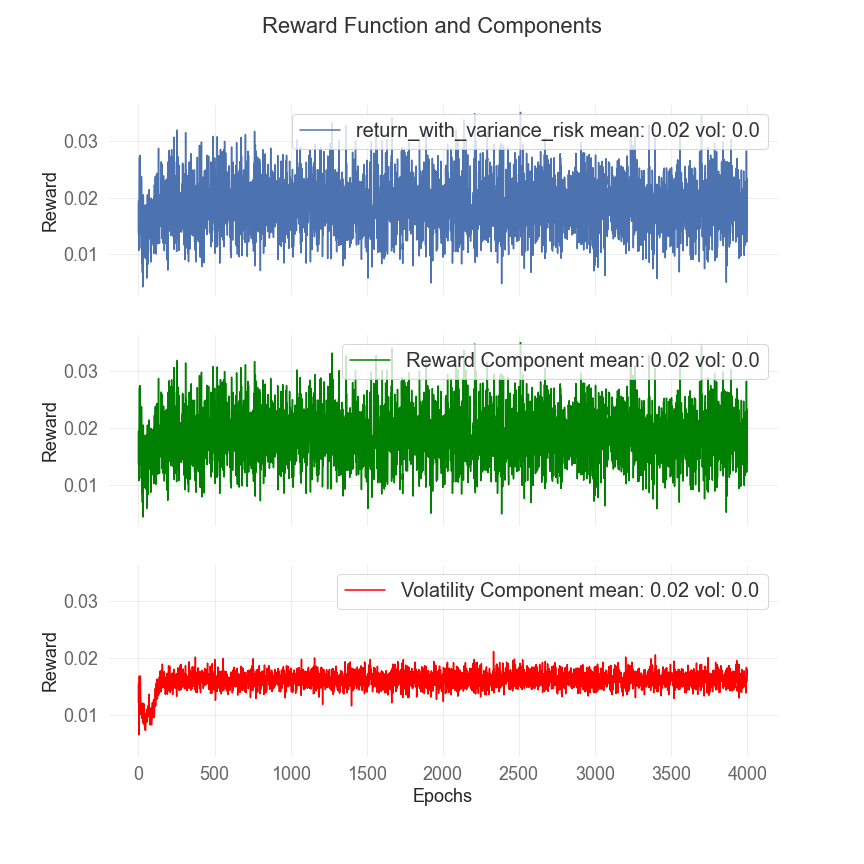 Reward Function and Components
return_with_variance_risk mean: 0.02 vol: 0.0
0.03
0.02
0.01
Reward
Reward Component mean: 0.02 vol: 0.0
0.03
0.02
0.01
Reward
Volatility Component mean: 0.02 vol: 0.0
0.03
0.02
0.01
Reward
0 500 1000 1500 2000 2500 3000 3500 4000
Epochs